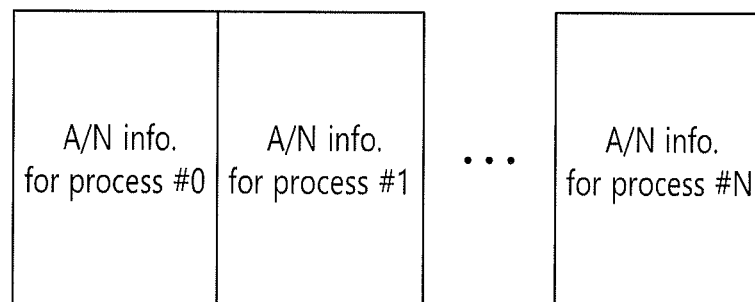 A/N info.
for process #0
A/N info.
for process #1
• • •
A/N info.
for process #N